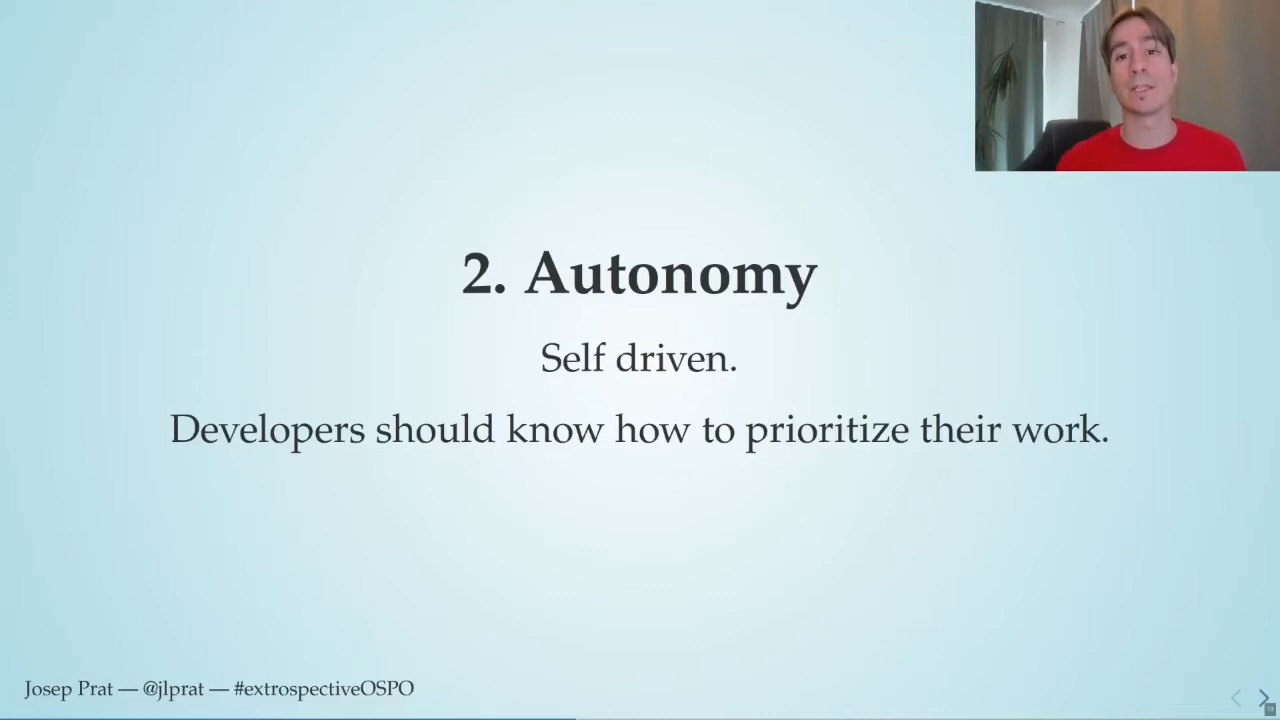 2. Autonomy
Self driven.
Developers should know how to prioritize their work.
Josep Prat — @jlprat — #extrospectiveOSPO